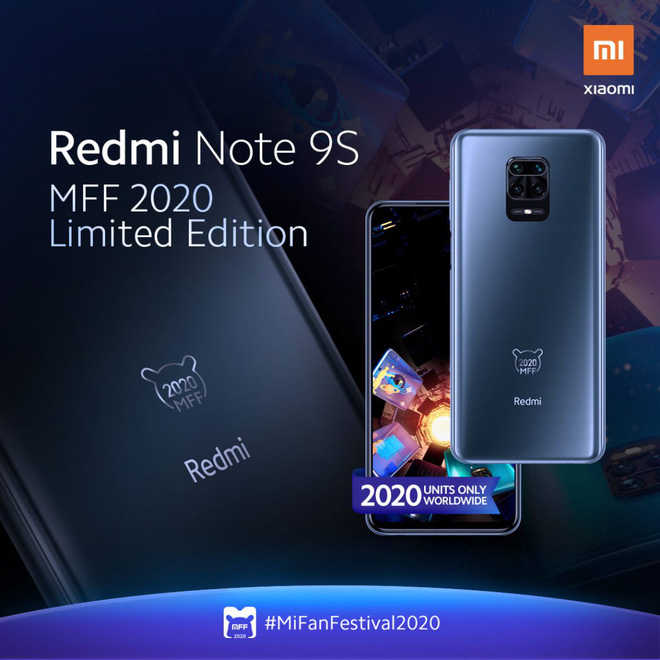 mi
xiaomi
Redmi Note 9S
MFF 2020
Limited Edition
2020
MFF
Redmi
2020
MFF
Redmi
2020 UNITS ONLY
WORLDWIDE
MFF
2020
#MiFanFestival2020